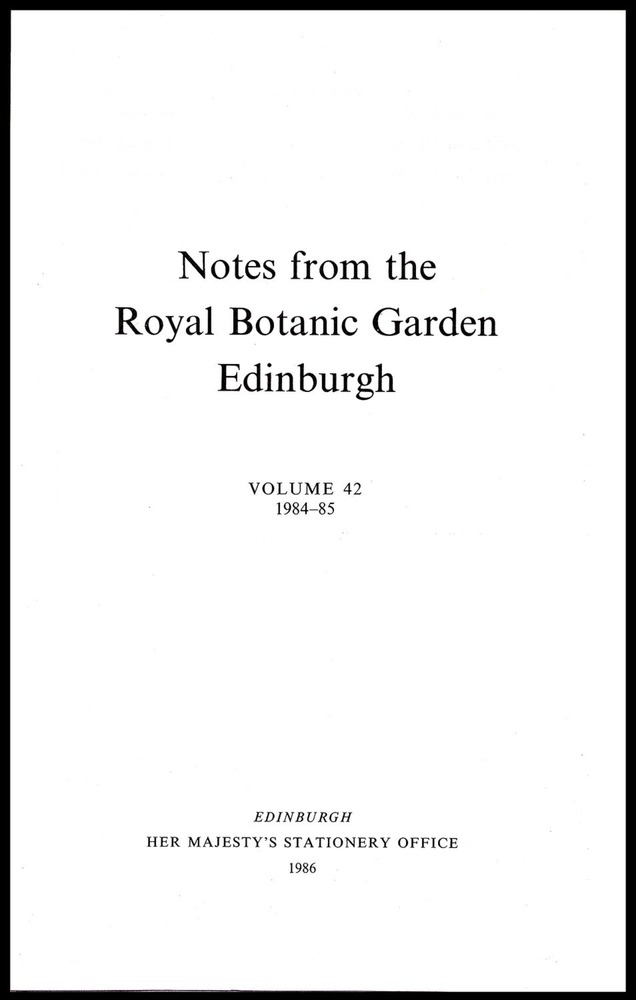 Notes from the
Royal Botanic Garden
Edinburgh
VOLUME 42
1984–85
EDINBURGH
HER MAJESTY'S STATIONERY OFFICE
1986